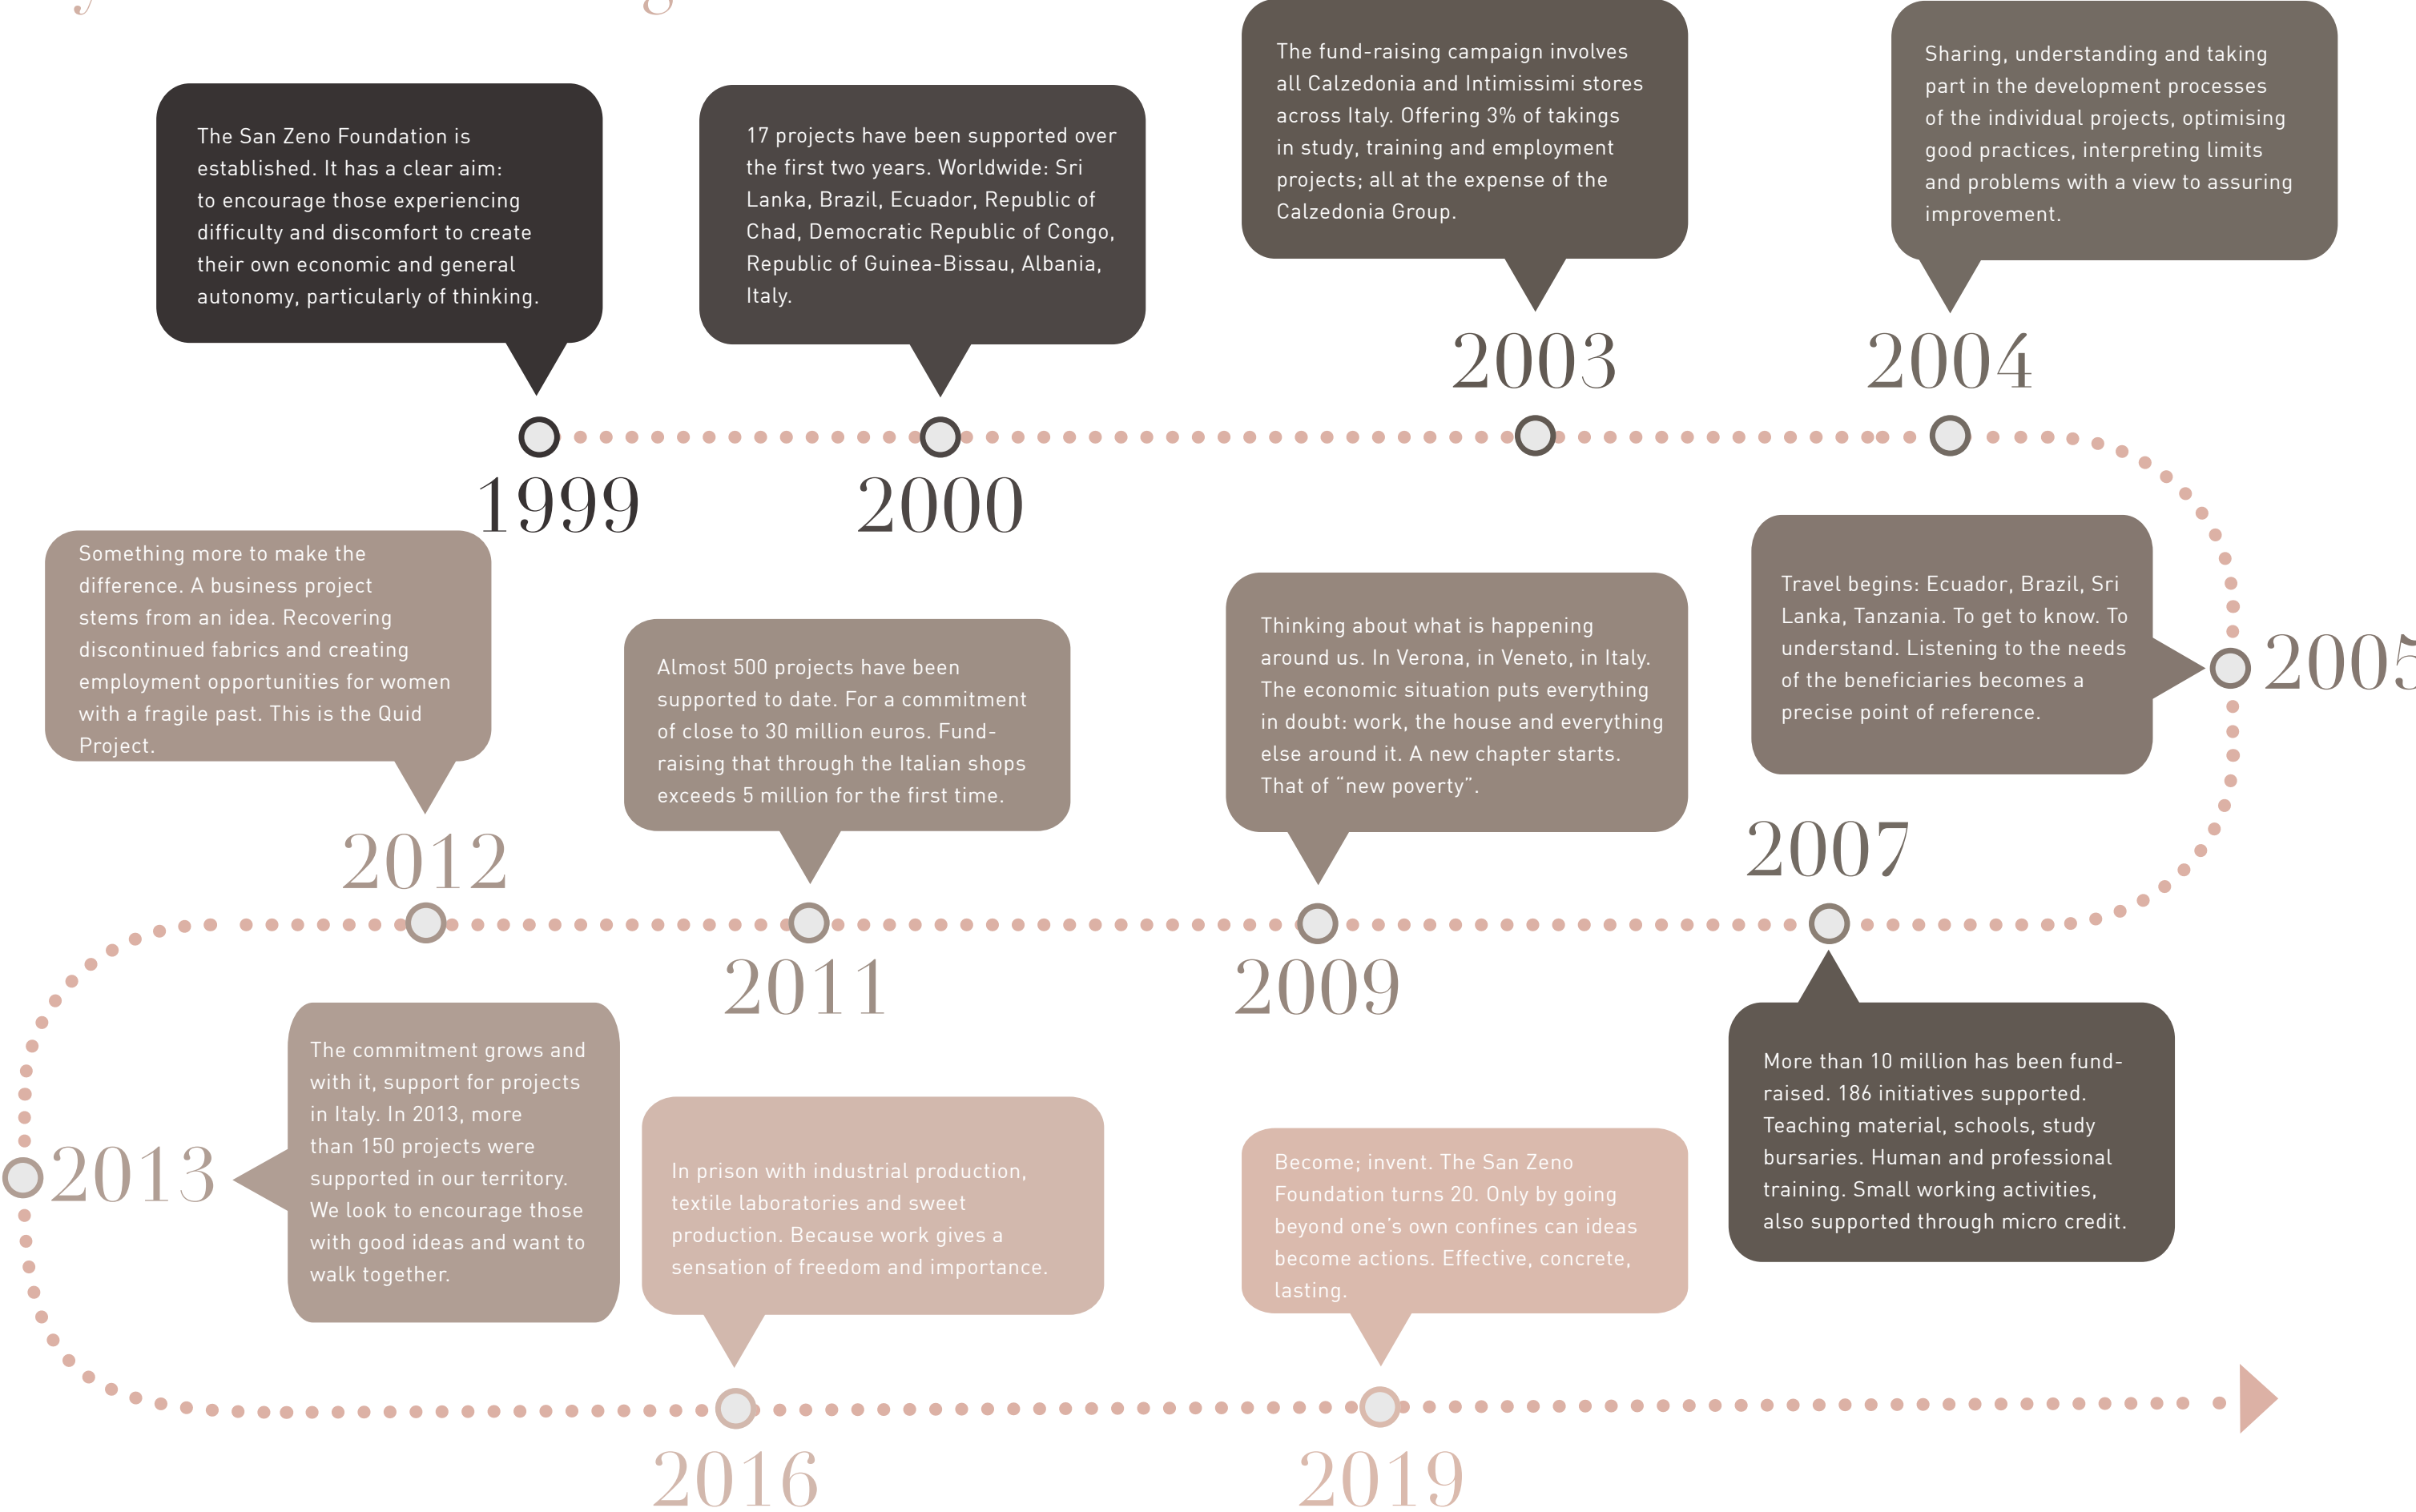 The San Zeno Foundation is
established. It has a clear aim:
to encourage those experiencing
difficulty and discomfort to create
their own economic and general
autonomy, particularly of thinking.
1999
17 projects have been supported over
the first two years. Worldwide: Sri
Lanka, Brazil, Ecuador, Republic of
Chad, Democratic Republic of Congo,
Republic of Guinea-Bissau, Albania,
Italy.
2000
The fund-raising campaign involves
all Calzedonia and Intimissimi stores
across Italy. Offering 3% of takings
in study, training and employment
projects; all at the expense of the
Calzedonia Group.
2003
Sharing, understanding and taking
part in the development processes
of the individual projects, optimising
good practices, interpreting limits
and problems with a view to assuring
improvement.
2004
Travel begins: Ecuador, Brazil, Sri
Lanka, Tanzania. To get to know. To
understand. Listening to the needs
of the beneficiaries becomes a
precise point of reference.
2005
2007
More than 10 million has been fund-
raised. 186 initiatives supported.
Teaching material, schools, study
bursaries. Human and professional
training. Small working activities,
also supported through micro credit.
Thinking about what is happening
around us. In Verona, in Veneto, in Italy.
The economic situation puts everything
in doubt: work, the house and everything
else around it. A new chapter starts.
That of “new poverty”.
2009
Almost 500 projects have been
supported to date. For a commitment
of close to 30 million euros. Fund-
raising that through the Italian shops
exceeds 5 million for the first time.
2011
Something more to make the
difference. A business project
stems from an idea. Recovering
discontinued fabrics and creating
employment opportunities for women
with a fragile past. This is the Quid
Project.
2012
2013
The commitment grows and
with it, support for projects
in Italy. In 2013, more
than 150 projects were
supported in our territory.
We look to encourage those
with good ideas and want to
walk together.
In prison with industrial production,
textile laboratories and sweet
production. Because work gives a
sensation of freedom and importance.
2016
Become; invent. The San Zeno
Foundation turns 20. Only by going
beyond one’s own confines can ideas
become actions. Effective, concrete,
lasting.
2019